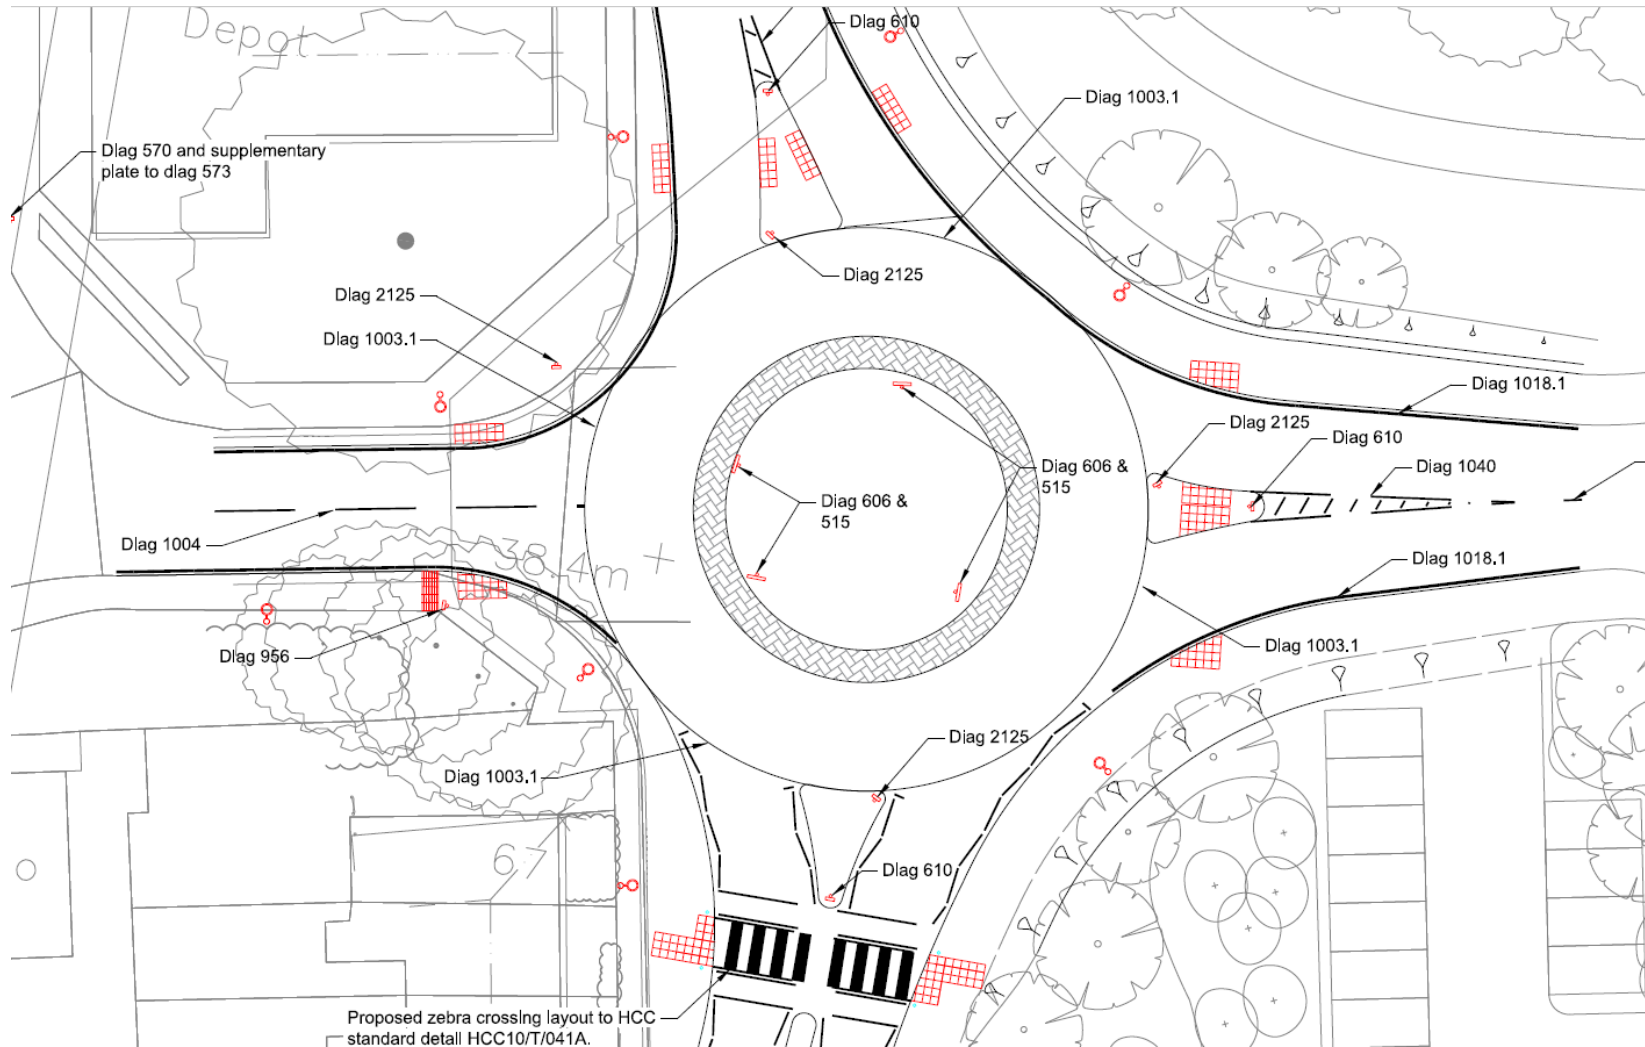 Depot
Diag 610
Diag 1003.1
Diag 570 and supplementary
plate to diag 573
Diag 2125
Diag 2125
Diag 1003.1
Diag 1018.1
Diag 2125
Diag 610
Diag 1040
Diag 606 &
515
Diag 606 &
515
Diag 1004
38.4m +
Diag 1018.1
Diag 956
Diag 1003.1
Diag 2125
Diag 1003.1
67
Diag 610
Proposed zebra crossing layout to HCC
standard detail HCC10/T/041A.